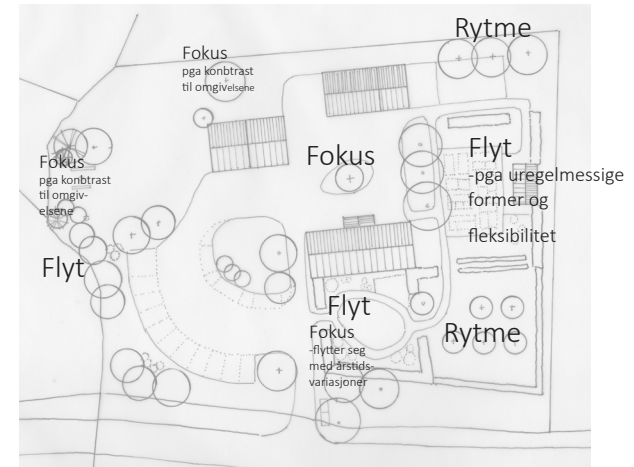 Rytme
Fokus
pga konbtrast
til omgivelsene
Fokus
Flyt
-pga uregelmessige
former og
fleksibilitet
Fokus
pga konbtrast
til omgiv-
elsene
Flyt
Flyt
Fokus
-flytter seg
med årstids-
variasjoner
Rytme